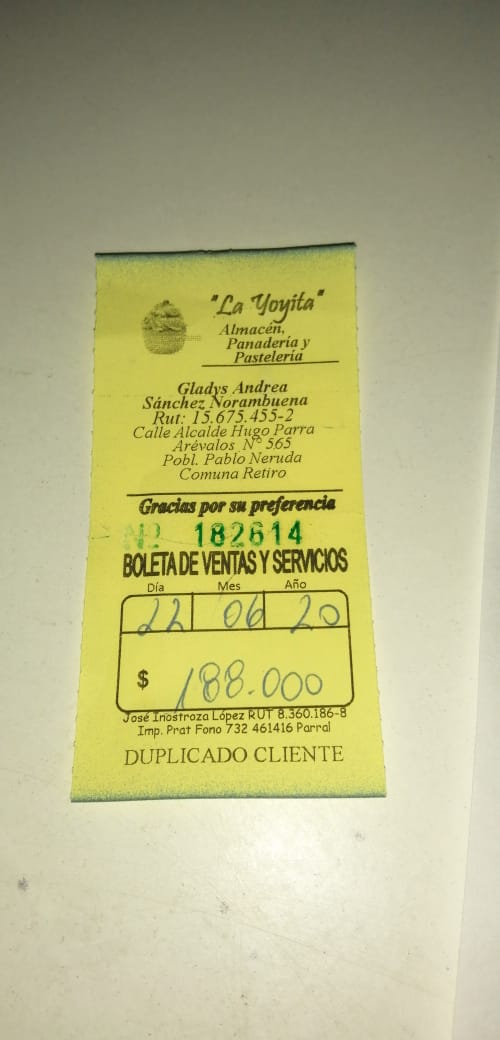 "La Yoyita"
Almacén,
Panadería y
Pastelería
Gladys Andrea
Sánchez Norambuena
Rut: 15.675.455-2
Calle Alcalde Hugo Parra
Arévalos N° 565
Pobl. Pablo Neruda
Comuna Retiro
Gracias por su preferencia
Nº 182614
BOLETA DE VENTAS Y SERVICIOS
Día Mes Año
22 06 20
$ 188.000
José Inostroza López RUT 8.360.186-8
Imp. Prat Fono 732 461416 Parral
DUPLICADO CLIENTE